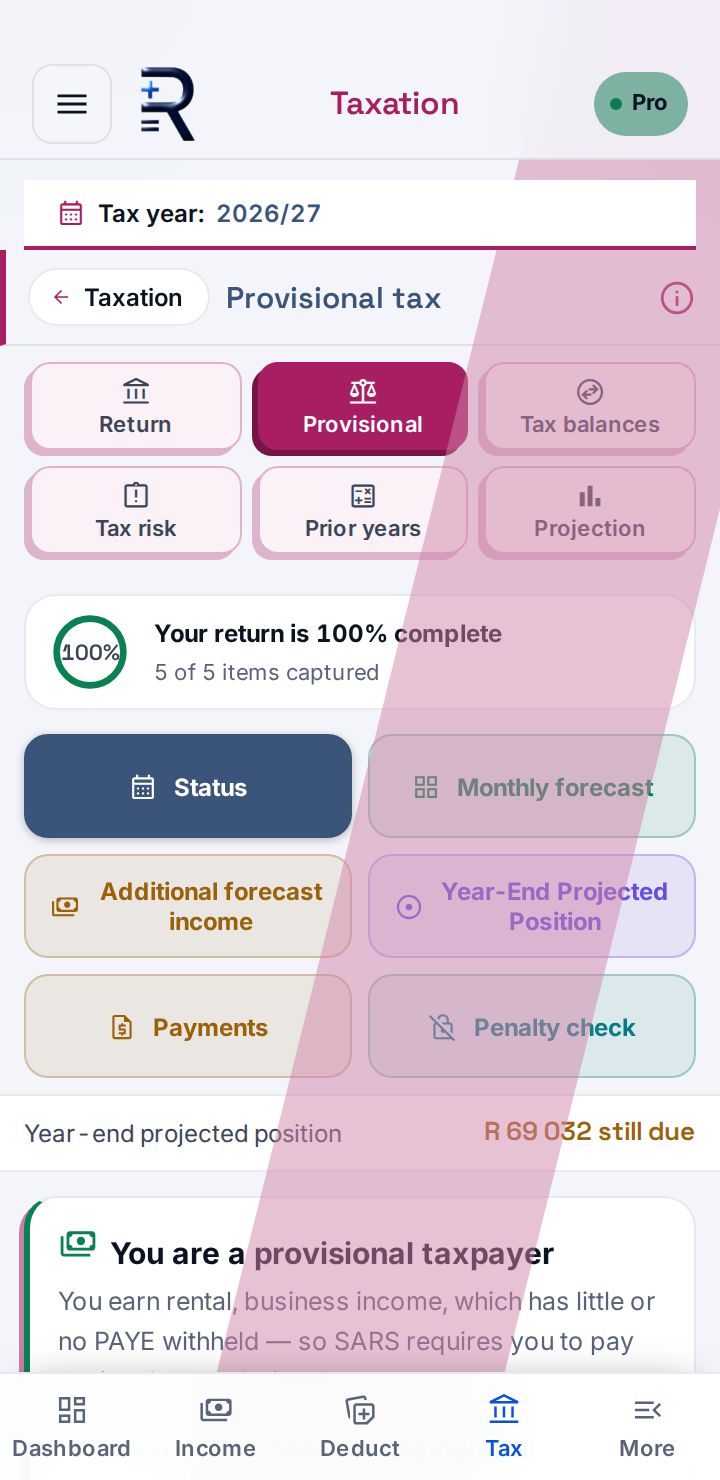 Taxation
Pro
Tax year: 2026/27
Taxation
Provisional tax
Return
Provisional
Tax balances
Tax risk
Prior years
Projection
100%
Your return is 100% complete
5 of 5 items captured
Status
Monthly forecast
Additional forecast
income
Year-End Projected
Position
Payments
Penalty check
Year-end projected position
R 69 032 still due
You are a provisional taxpayer
You earn rental, business income, which has little or
no PAYE withheld — so SARS requires you to pay
Dashboard
Income
Deduct
Tax
More